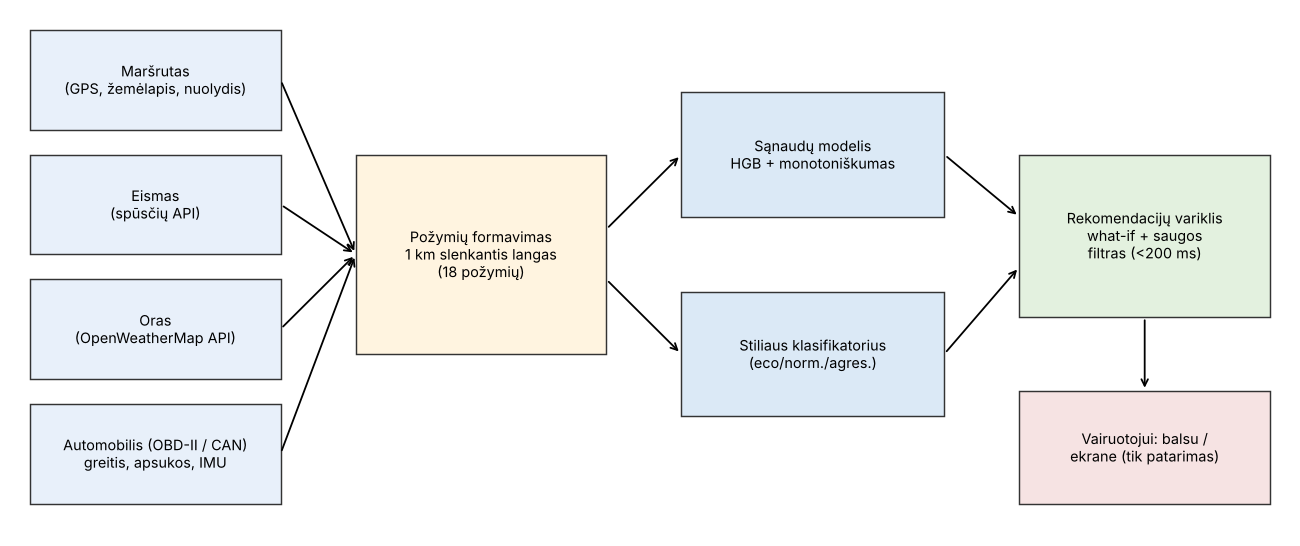 Maršrutas
(GPS, žemėlapis, nuolydis)
Eismas
(spūsčių API)
Oras
(OpenWeatherMap API)
Automobilis (OBD-II / CAN)
greitis, apsukos, IMU
Požymių formavimas
1 km slenkantis langas
(18 požymių)
Sąnaudų modelis
HGB + monotoniškumas
Stiliaus klasifikatorius
(eco/norm./agres.)
Rekomendacijų variklis
what-if + saugos
filtras (<200 ms)
Vairuotojui: balsu /
ekrane (tik patarimas)